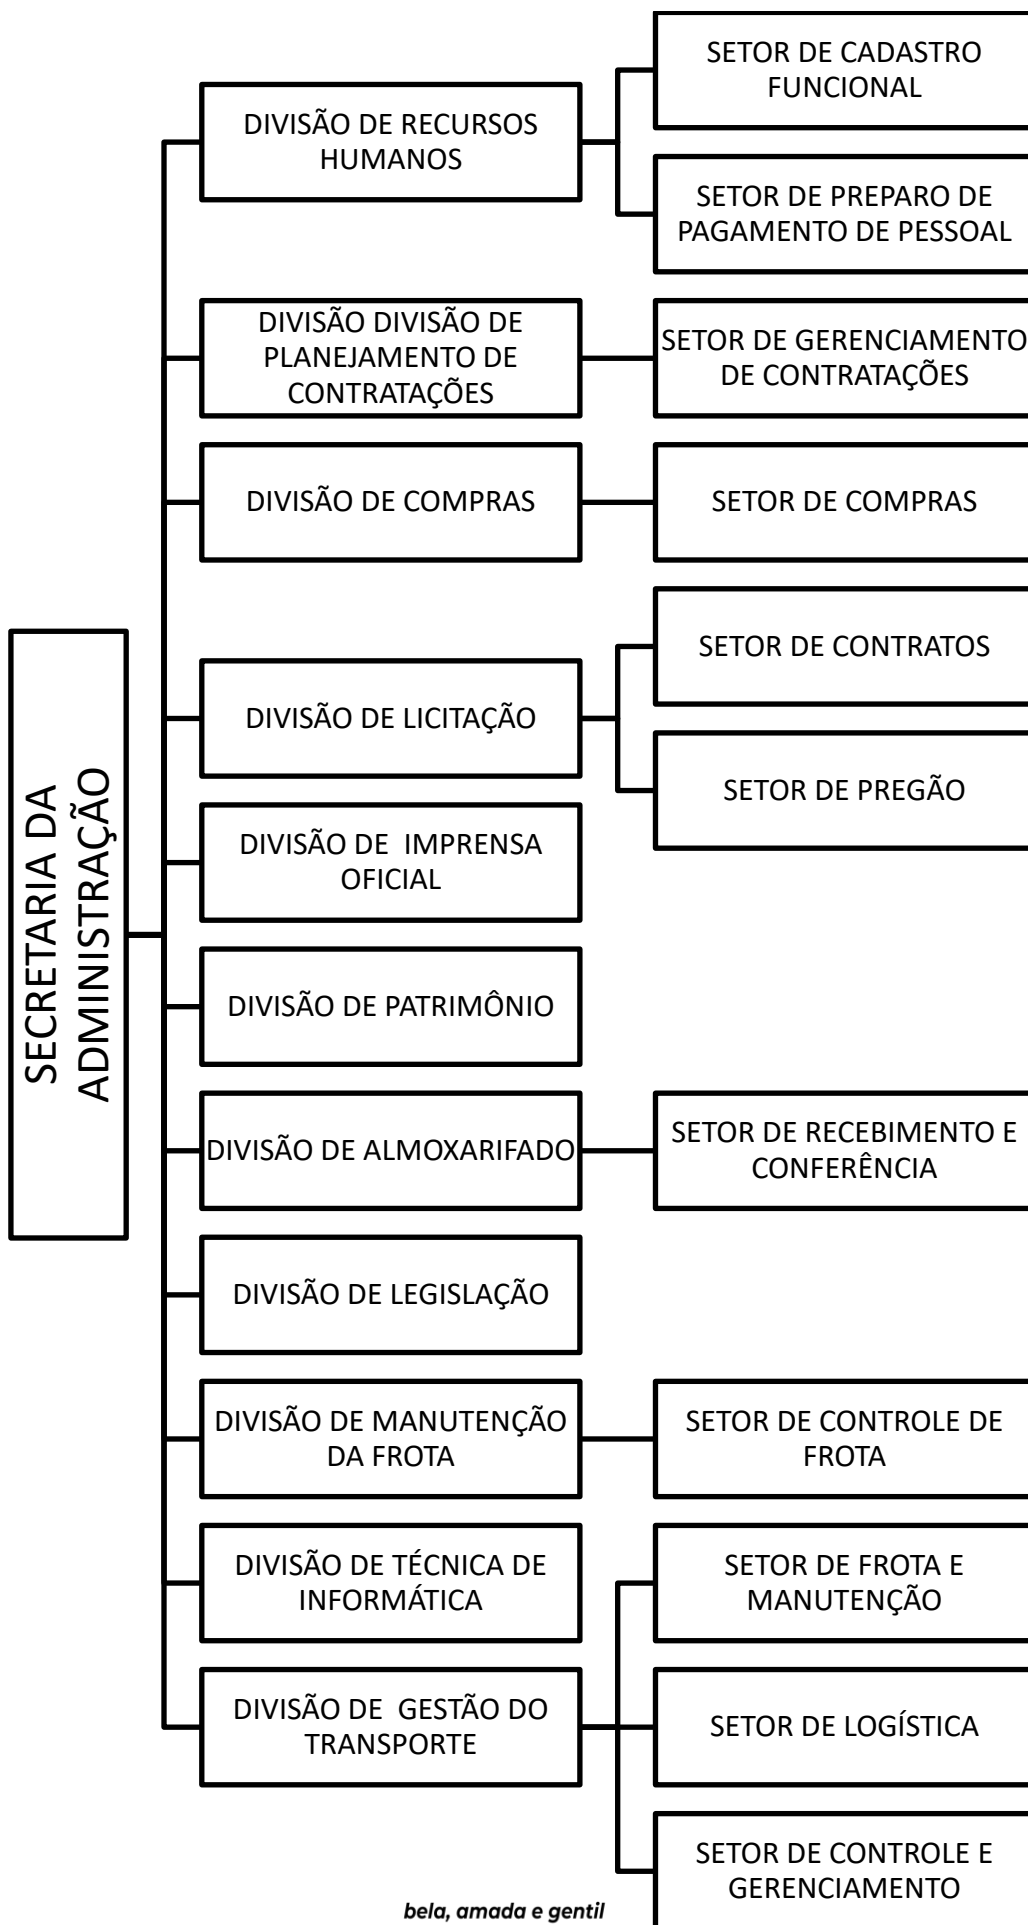 SECRETARIA DA
ADMINISTRAÇÃO
DIVISÃO DE RECURSOS
HUMANOS
SETOR DE CADASTRO
FUNCIONAL
SETOR DE PREPARO DE
PAGAMENTO DE PESSOAL
DIVISÃO DIVISÃO DE
PLANEJAMENTO DE
CONTRATAÇÕES
SETOR DE GERENCIAMENTO
DE CONTRATAÇÕES
DIVISÃO DE COMPRAS
SETOR DE COMPRAS
DIVISÃO DE LICITAÇÃO
SETOR DE CONTRATOS
SETOR DE PREGÃO
DIVISÃO DE  IMPRENSA
OFICIAL
DIVISÃO DE PATRIMÔNIO
DIVISÃO DE ALMOXARIFADO
SETOR DE RECEBIMENTO E
CONFERÊNCIA
DIVISÃO DE LEGISLAÇÃO
DIVISÃO DE MANUTENÇÃO
DA FROTA
SETOR DE CONTROLE DE
FROTA
DIVISÃO DE TÉCNICA DE
INFORMÁTICA
DIVISÃO DE  GESTÃO DO
TRANSPORTE
SETOR DE FROTA E
MANUTENÇÃO
SETOR DE LOGÍSTICA
SETOR DE CONTROLE E
GERENCIAMENTO
bela, amada e gentil